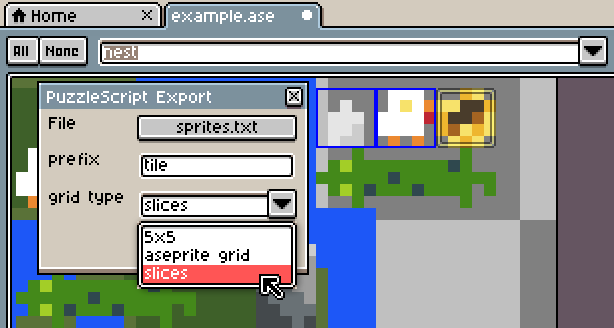 Home
example.ase
All None nest
PuzzleScript Export
File sprites.txt
prefix tile
grid type slices
5x5
aseprite grid
slices